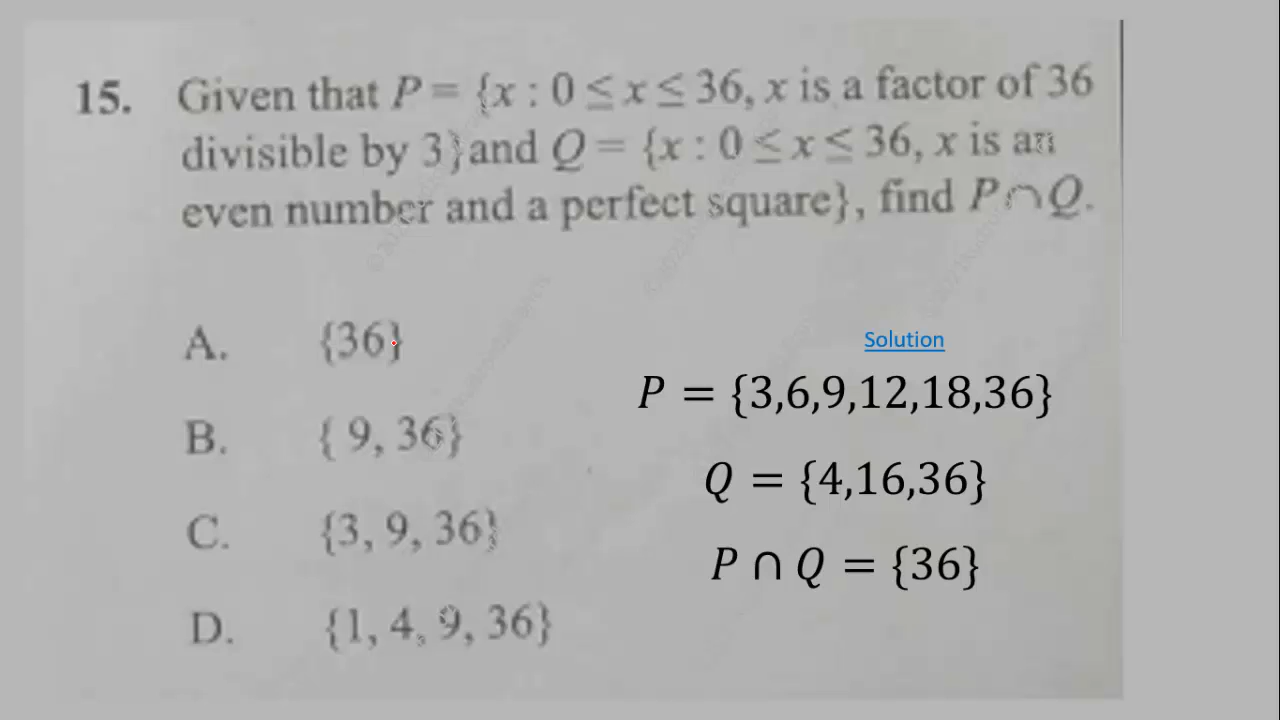 15. Given that P = {x : 0 ≤ x ≤ 36, x is a factor of 36
divisible by 3} and Q = {x : 0 ≤ x ≤ 36, x is an
even number and a perfect square}, find P∩Q.
A. {36}
B. { 9, 36}
C. {3, 9, 36}
D. {1, 4, 9, 36}
Solution
P = {3,6,9,12,18,36}
Q = {4,16,36}
P ∩ Q = {36}